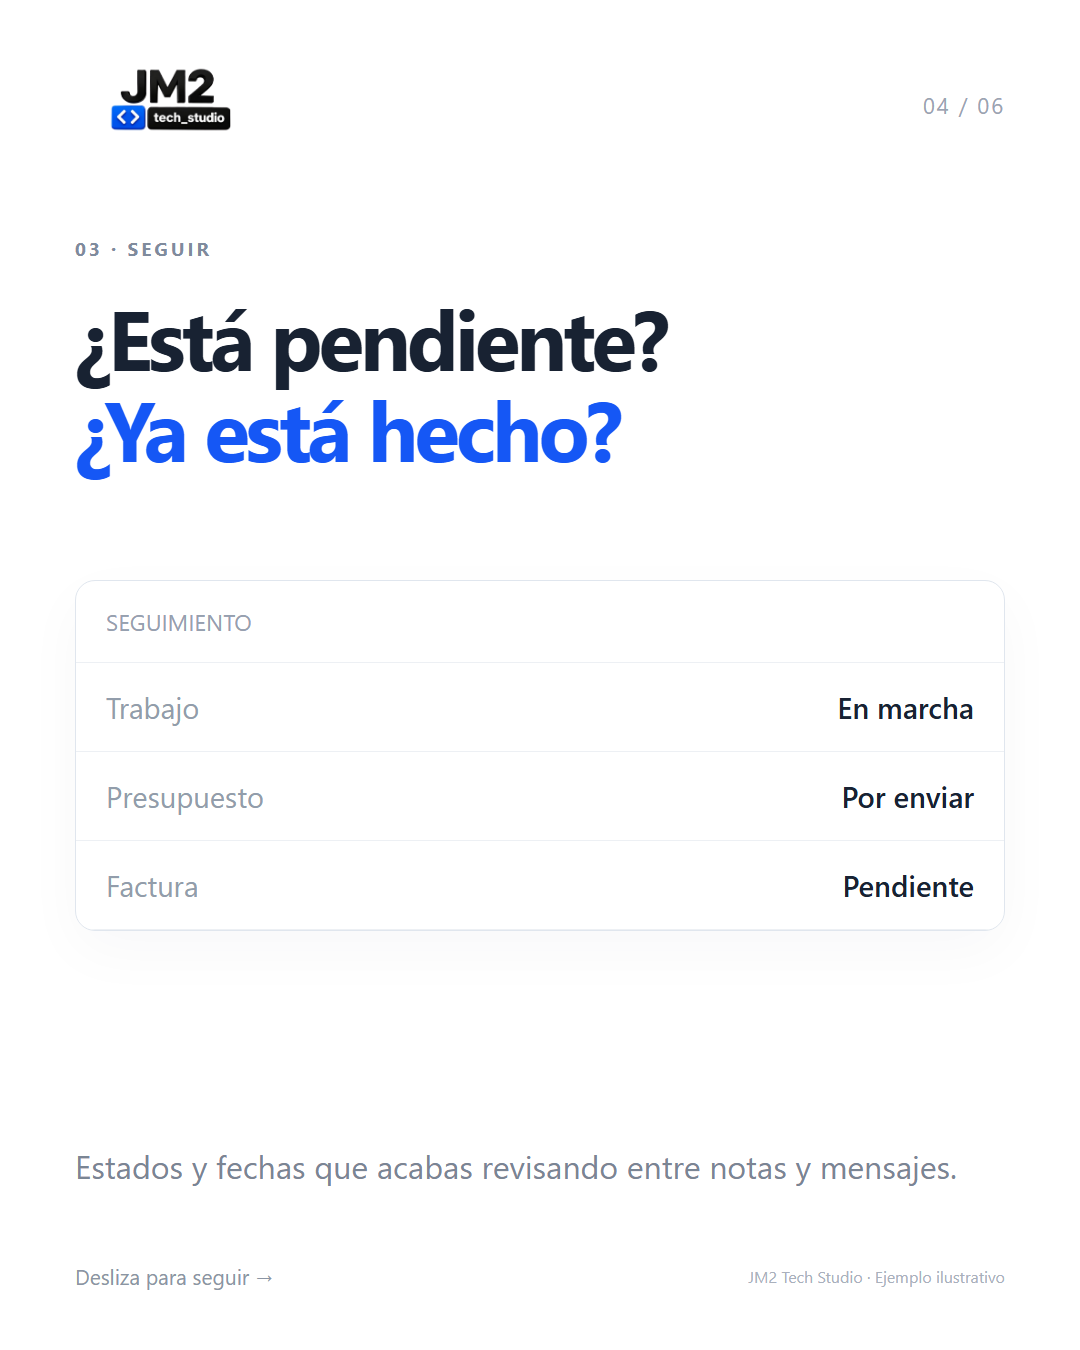 JM2
<> tech_studio
04 / 06
03 · SEGUIR
¿Está pendiente?
¿Ya está hecho?
SEGUIMIENTO
Trabajo En marcha
Presupuesto Por enviar
Factura Pendiente
Estados y fechas que acabas revisando entre notas y mensajes.
Desliza para seguir →
JM2 Tech Studio · Ejemplo ilustrativo